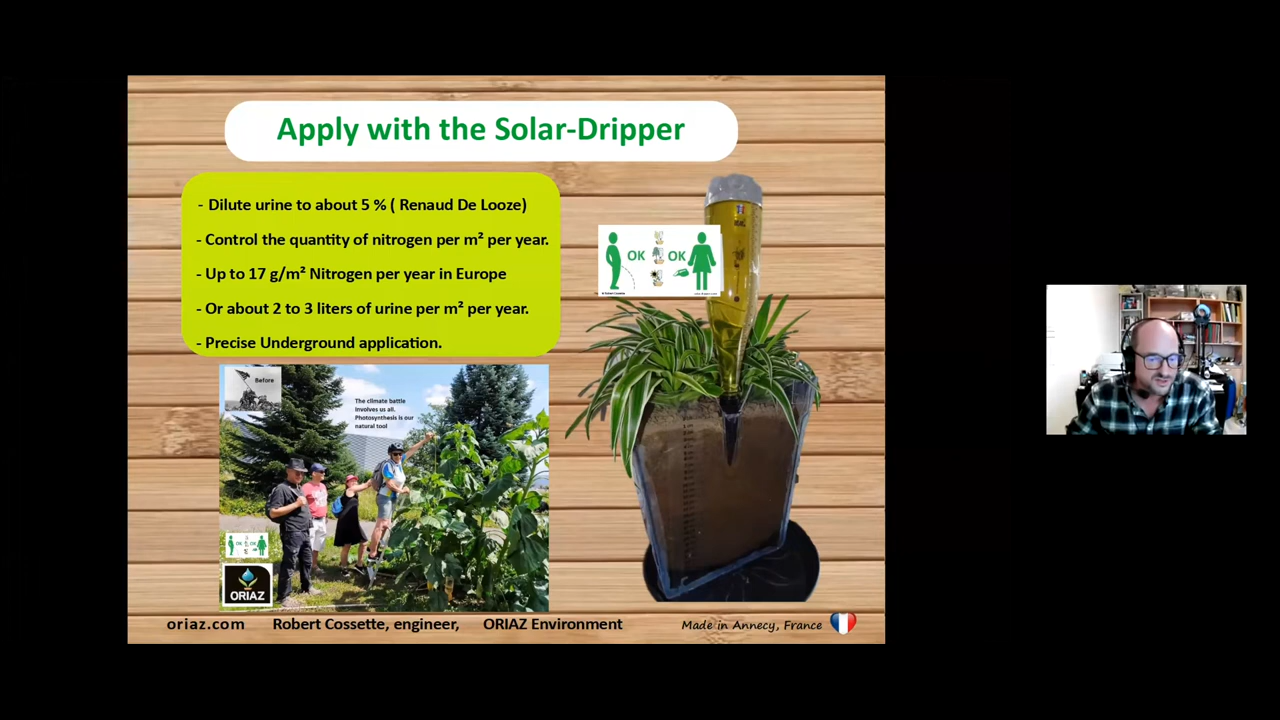 Apply with the Solar-Dripper
- Dilute urine to about 5 % ( Renaud De Looze)
- Control the quantity of nitrogen per m² per year.
- Up to 17 g/m² Nitrogen per year in Europe
- Or about 2 to 3 liters of urine per m² per year.
- Precise Underground application.
OK OK
Before
The climate battle
involves us all.
Photosynthesis is our
natural tool
OK OK
ORIAZ
oriaz.com Robert Cossette, engineer, ORIAZ Environment Made in Annecy, France